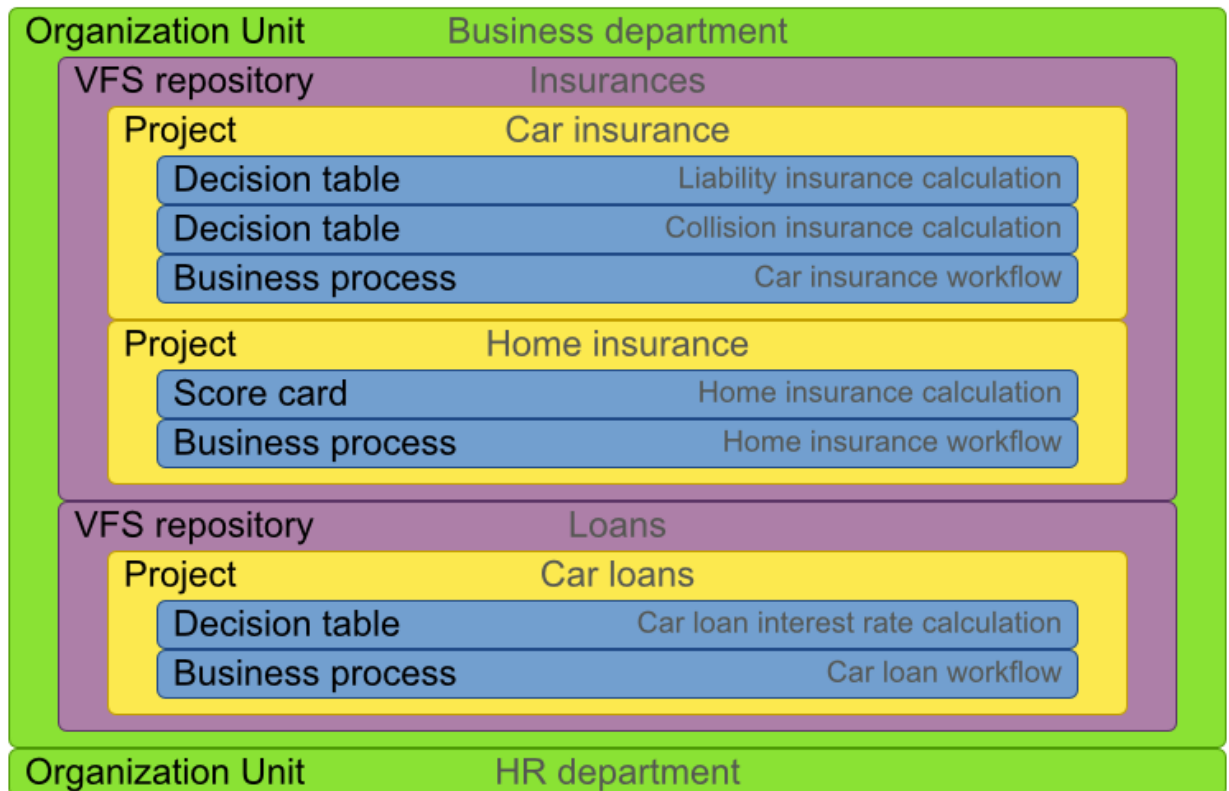 Organization Unit Business department
VFS repository Insurances
Project Car insurance
Decision table Liability insurance calculation
Decision table Collision insurance calculation
Business process Car insurance workflow
Project Home insurance
Score card Home insurance calculation
Business process Home insurance workflow
VFS repository Loans
Project Car loans
Decision table Car loan interest rate calculation
Business process Car loan workflow
Organization Unit HR department